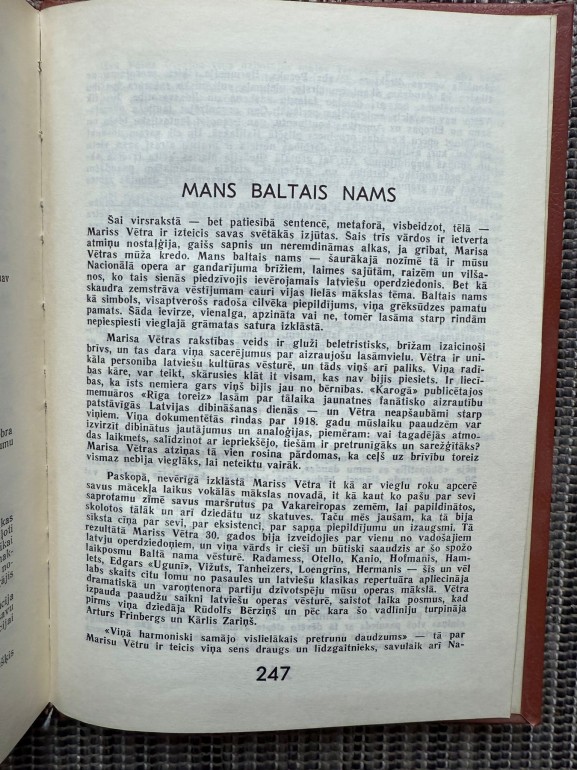 MANS BALTAIS NAMS
Šai virsrakstā — bet patiesībā sentencē, metaforā, visbeidzot, tēlā —
Mariss Vētra ir izteicis savas svētākās izjūtas. Šais trīs vārdos ir ietverta
atmiņu nostaļģija, gaišs sapnis un neremdināmas alkas, ja gribat, Marisa
Vētras mūža kredo. Mans baltais nams — šaurākajā nozīmē tā ir mūsu
Nacionālā opera ar gandarījuma brīžiem, laimes sajūtām, raizēm un vilša-
nos, ko tais sienās piedzīvojis ievērojamais latviešu operdziedonis. Bet kā
skaudra zemstrāva vēstījumam cauri vijas lielās mākslas tēma. Baltais nams
kā simbols, visaptverošs radoša cilvēka piepildījums, viņa grēksūdzes pamatu
pamats. Šāda ievirze, vienalga, apzināta vai ne, tomēr lasāma starp rindām
nepiespiesti vieglajā grāmatas satura izklāstā.
Marisa Vētras rakstības veids ir gluži beletristisks, brīžam izaicinoši
brīvs, un tas dara viņa sacerējumus par aizraujošu lasāmvielu. Vētra ir uni-
kāla personība latviešu kultūras vēsturē, un tāds viņš arī paliks. Viņa radī-
bas kāre, var teikt, skārusies klāt it visam, kas nav bijis piesiets. Ir liecī-
bas, ka īsts nemiera gars viņš bijis jau no bērnības. «Karogā» publicētajos
memuāros «Rīga toreiz» lasām par tālaika jaunatnes fanātisko aizrautību
patstāvīgās Latvijas dibināšanas dienās — un Vētra neapšaubāmi starp
viņiem. Viņa dokumentētās rindas par 1918. gadu mūslaiku paaudzēm var
izvirzīt dibinātus jautājumus un analoģijas, piemēram: vai tagadējās atmo-
das laikmets, salīdzinot ar iepriekšējo, tiešām ir pretrunīgāks un sarežģītāks?
Marisa Vētras atziņas tā vien rosina pārdomas, ka ceļš uz brīvību toreiz
vismaz nebija vieglāks, lai neteiktu vairāk.
Paskopā, nevērīgā izklāstā Mariss Vētra it kā ar vieglu roku apcerē
savus mācekļa laikus vokālās mākslas novadā, it kā kaut ko pašu par sevi
saprotamu zīmē savus maršrutus pa Vakareiropas zemēm, lai papildinātos,
skolotos tālāk un arī dziedātu uz skatuves. Taču mēs jaušam, ka tā bija
sīksta cīņa par sevi, par eksistenci, par sapņa piepildījumu un izaugsmi. Tā
rezultātā Mariss Vētra 30. gados bija izveidojies par vienu no vadošajiem
latvju operdziedoņiem, un viņa vārds ir cieši un būtiski saaudzis ar šo spožo
laikposmu Baltā nama vēsturē. Radamess, Otello, Kanio, Hofmanis, Ham-
lets, Edgars «Ugunī», Vižuts, Tanheizers, Loengrīns, Hermanis — šīs un vēl
labs skaits citu lomu no pasaules un latviešu klasikas repertuāra apliecināja
dramatiskā un varoņtenora partiju dzīvotspēju mūsu operas mākslā. Vētra
izpauda paaudžu saikni latviešu operas vēsturē, saistot laika posmu, kad
pirms viņa dziedāja Rūdolfs Bērziņš un pēc kara šo vadlīniju turpināja
Arturs Frinbergs un Kārlis Zariņš.
«Viņā harmoniski samājo vislielākais pretrunu daudzums» — tā par
Marisu Vētru ir teicis viņa sens draugs un līdzgaitnieks, savulaik arī Na-
247